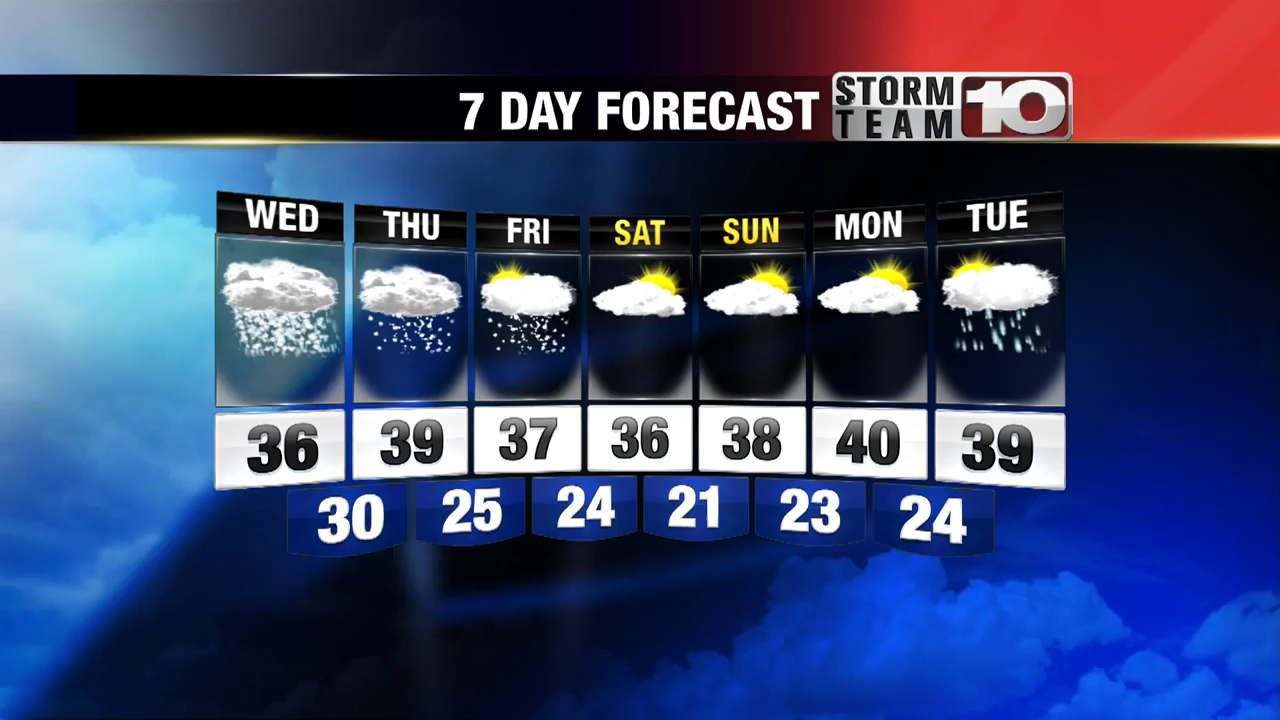 7 DAY FORECAST
STORM
TEAM
10
WED THU FRI SAT SUN MON TUE
36 39 37 36 38 40 39
30 25 24 21 23 24